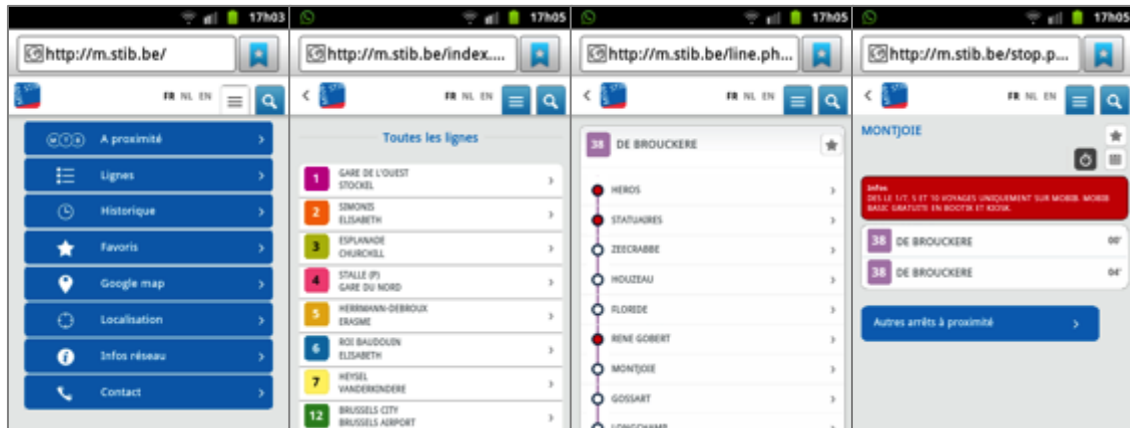 17h03
http://m.stib.be/
FR NL EN
A proximité
Lignes
Historique
Favoris
Google map
Localisation
Infos réseau
Contact
17h05
http://m.stib.be/index....
FR NL EN
Toutes les lignes
1 GARE DE L'OUEST
STOCKEL
2 SIMONIS
ELISABETH
3 ESPLANADE
CHURCHILL
4 STALLE (P)
GARE DU NORD
5 HERRMANN-DEBROUX
ERASME
6 ROI BAUDOUIN
ELISABETH
7 HEYSEL
VANDERKINDERE
12 BRUSSELS CITY
BRUSSELS AIRPORT
17h05
http://m.stib.be/line.ph...
FR NL EN
38 DE BROUCKERE
HEROS
STATUAIRES
ZEECRABBE
HOUZEAU
FLORIDE
RENE GOBERT
MONTJOIE
GOSSART
LONGCHAMP
17h05
http://m.stib.be/stop.p...
FR NL EN
MONTJOIE
Infos
DES LE 1/7, 5 ET 10 VOYAGES UNIQUEMENT SUR MOBIB. MOBIB
BASIC GRATUITE EN BOOTIK ET KIOSK.
38 DE BROUCKERE 00'
38 DE BROUCKERE 04'
Autres arrêts à proximité